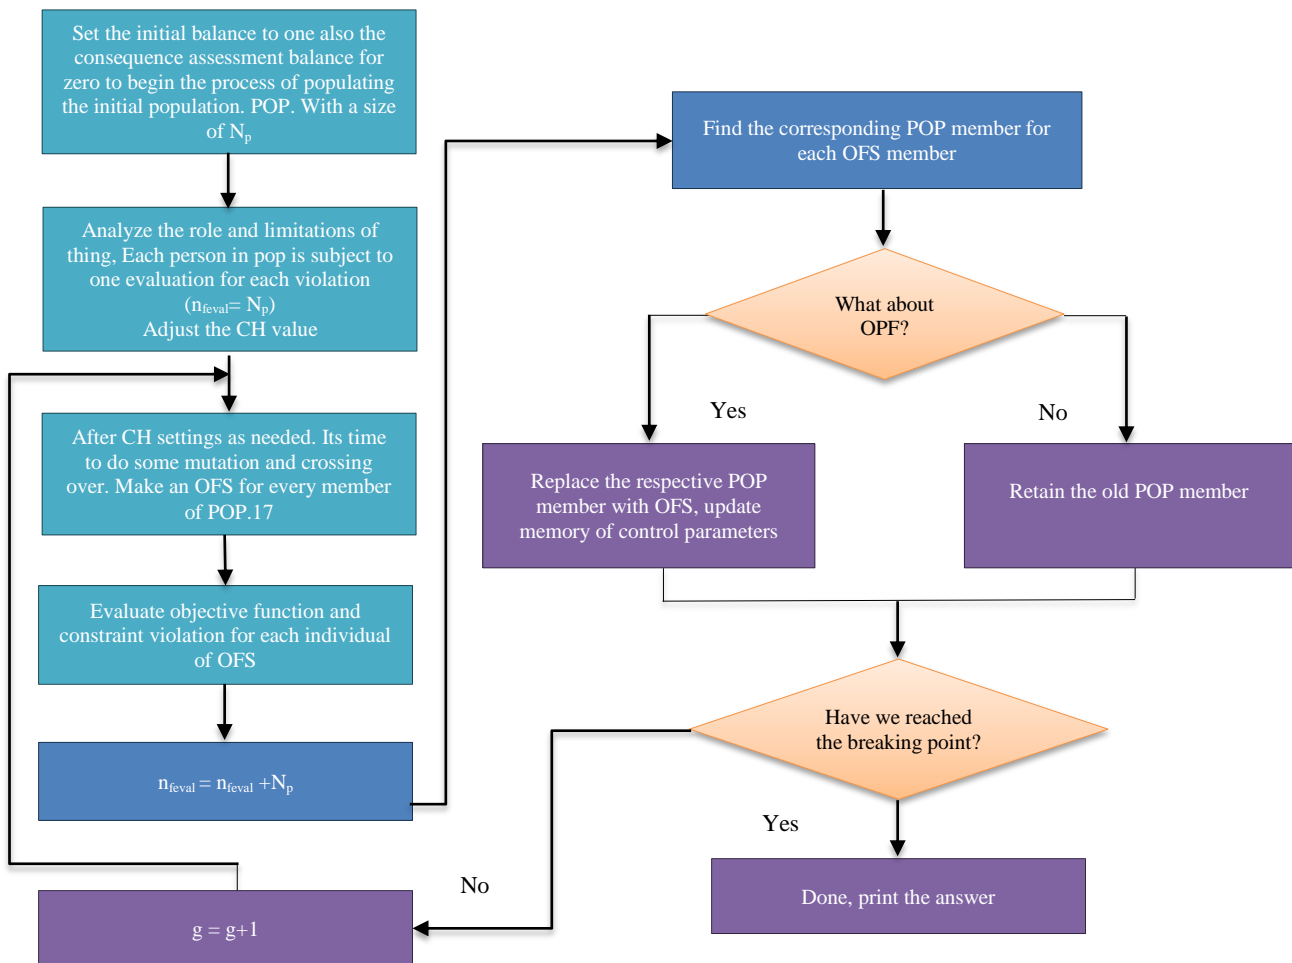 Set the initial balance to one also the
consequence assessment balance for
zero to begin the process of populating
the initial population. POP. With a size
of Np
Analyze the role and limitations of
thing, Each person in pop is subject to
one evaluation for each violation
(nfeval= Np)
Adjust the CH value
After CH settings as needed. Its time
to do some mutation and crossing
over. Make an OFS for every member
of POP.17
Evaluate objective function and
constraint violation for each individual
of OFS
nfeval = nfeval +Np
g = g+1
Find the corresponding POP member for
each OFS member
What about
OPF?
Yes
No
Replace the respective POP
member with OFS, update
memory of control parameters
Retain the old POP member
Have we reached
the breaking point?
Yes
No
Done, print the answer